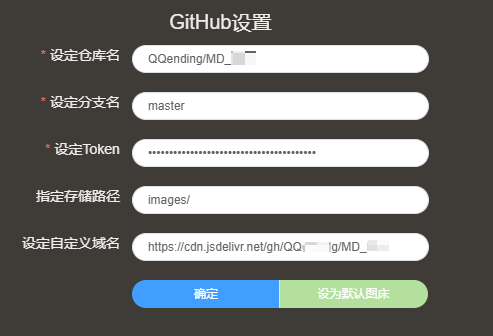 GitHub设置
* 设定仓库名 QQending/MD_
* 设定分支名 master
* 设定Token ••••••••••••••••••••••••••••••••••••••••
指定存储路径 images/
设定自定义域名 https://cdn.jsdelivr.net/gh/QQ g/MD_
确定 设为默认图床